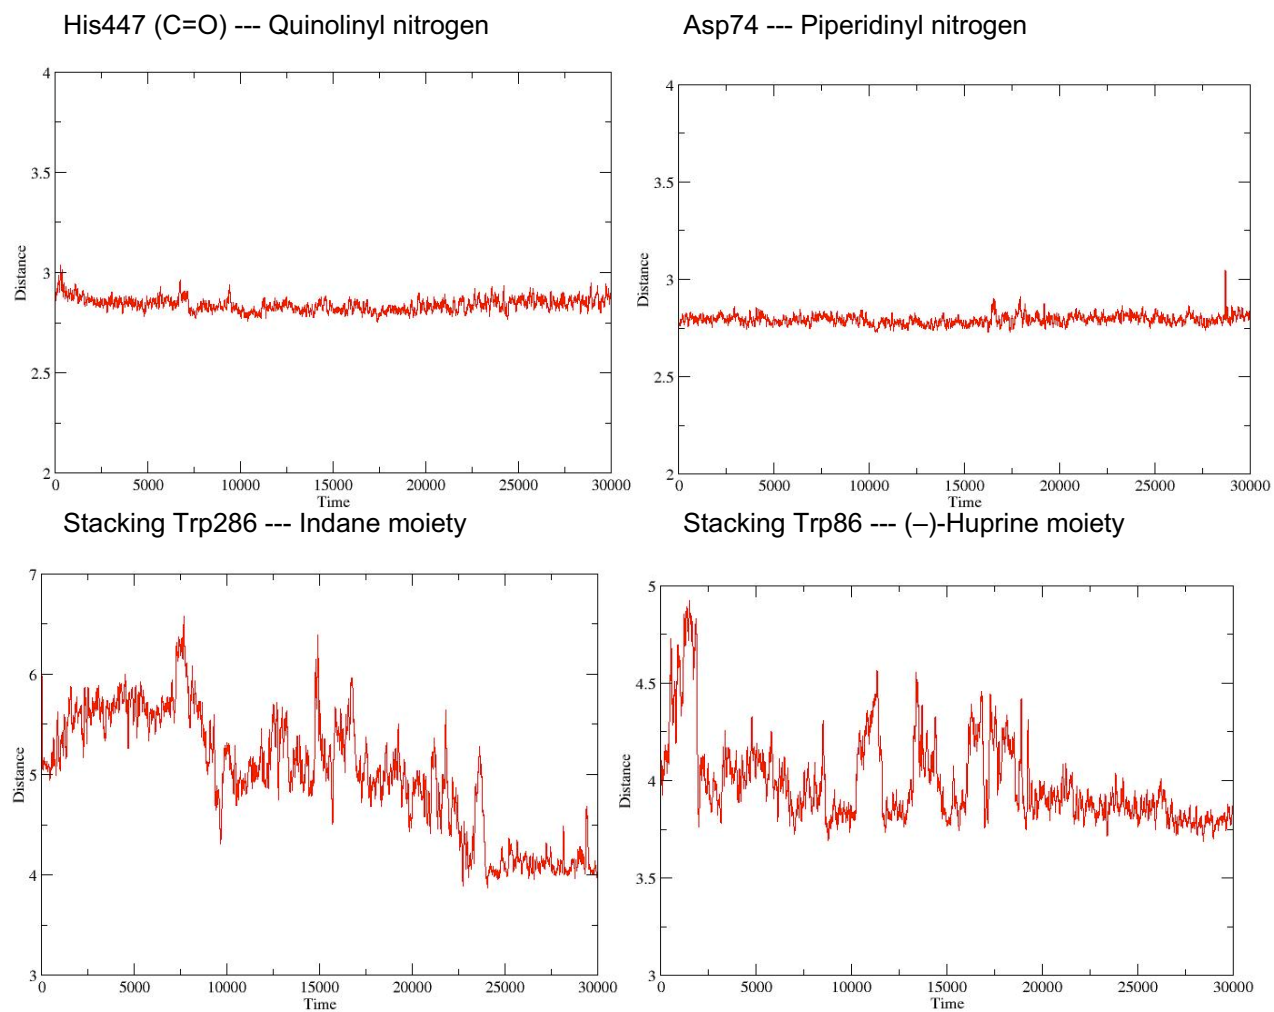 His447 (C=O) --- Quinolinyl nitrogen
4
3.5
3
2.5
2
Distance
0 5000 10000 15000 20000 25000 30000
Time
Asp74 --- Piperidinyl nitrogen
4
3.5
3
2.5
2
Distance
0 5000 10000 15000 20000 25000 30000
Time
Stacking Trp286 --- Indane moiety
7
6
5
4
3
Distance
0 5000 10000 15000 20000 25000 30000
Time
Stacking Trp86 --- (–)-Huprine moiety
5
4.5
4
3.5
3
Distance
0 5000 10000 15000 20000 25000 30000
Time